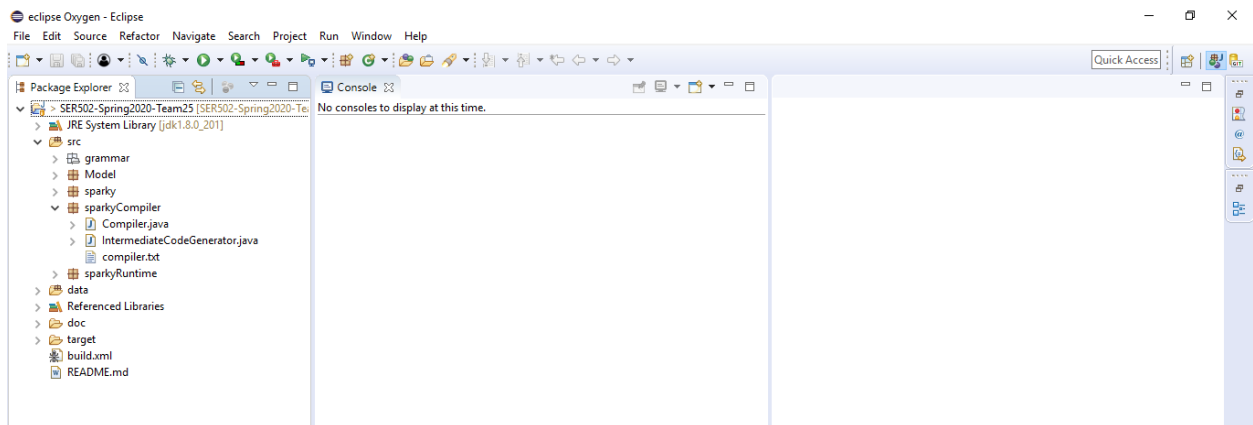 eclipse Oxygen - Eclipse
File Edit Source Refactor Navigate Search Project Run Window Help
Quick Access
Package Explorer
Console
> SER502-Spring2020-Team25 [SER502-Spring2020-Te
No consoles to display at this time.
JRE System Library [jdk1.8.0_201]
src
grammar
Model
sparky
sparkyCompiler
Compiler.java
IntermediateCodeGenerator.java
compiler.txt
sparkyRuntime
data
Referenced Libraries
doc
target
build.xml
README.md